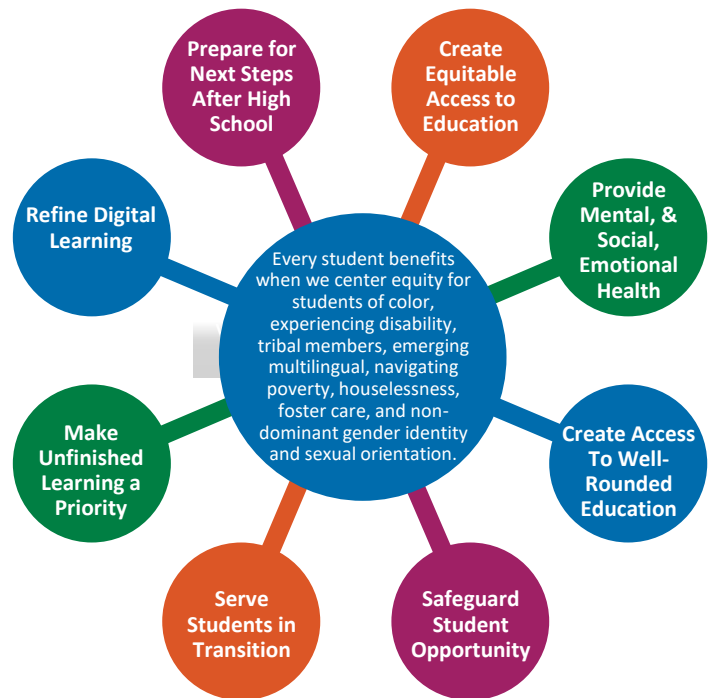 Prepare for
Next Steps
After High
School
Create
Equitable
Access to
Education
Refine Digital
Learning
Provide
Mental, &
Social,
Emotional
Health
Every student benefits
when we center equity for
students of color,
experiencing disability,
tribal members, emerging
multilingual, navigating
poverty, houselessness,
foster care, and non-
dominant gender identity
and sexual orientation.
Make
Unfinished
Learning a
Priority
Create Access
To Well-
Rounded
Education
Serve
Students in
Transition
Safeguard
Student
Opportunity